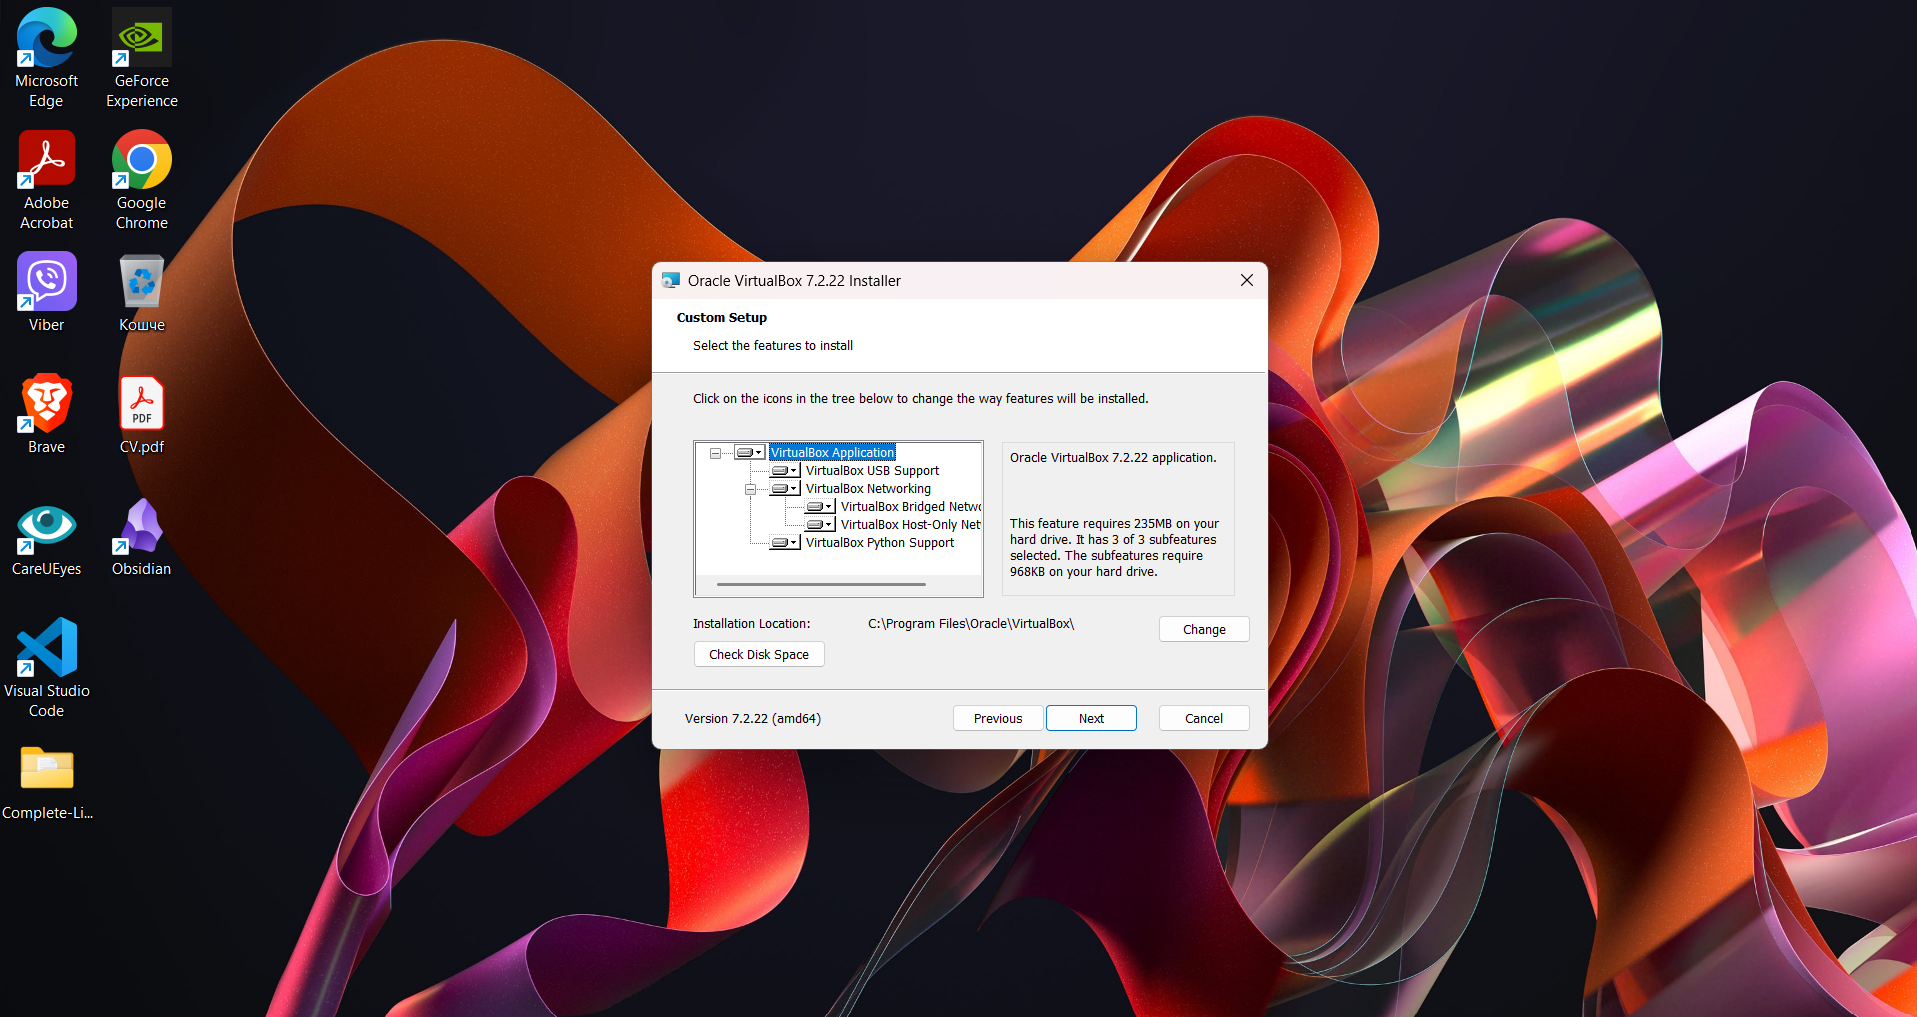 Microsoft
Edge
GeForce
Experience
Adobe
Acrobat
Google
Chrome
Viber
Кошче
Brave
PDF
CV.pdf
CareUEyes
Obsidian
Visual Studio
Code
Complete-Li...
Oracle VirtualBox 7.2.22 Installer
Custom Setup
Select the features to install
Click on the icons in the tree below to change the way features will be installed.
VirtualBox Application
VirtualBox USB Support
VirtualBox Networking
VirtualBox Bridged Netwo
VirtualBox Host-Only Net
VirtualBox Python Support
Oracle VirtualBox 7.2.22 application.
This feature requires 235MB on your
hard drive. It has 3 of 3 subfeatures
selected. The subfeatures require
968KB on your hard drive.
Installation Location:
C:\Program Files\Oracle\VirtualBox\
Change
Check Disk Space
Version 7.2.22 (amd64)
Previous
Next
Cancel